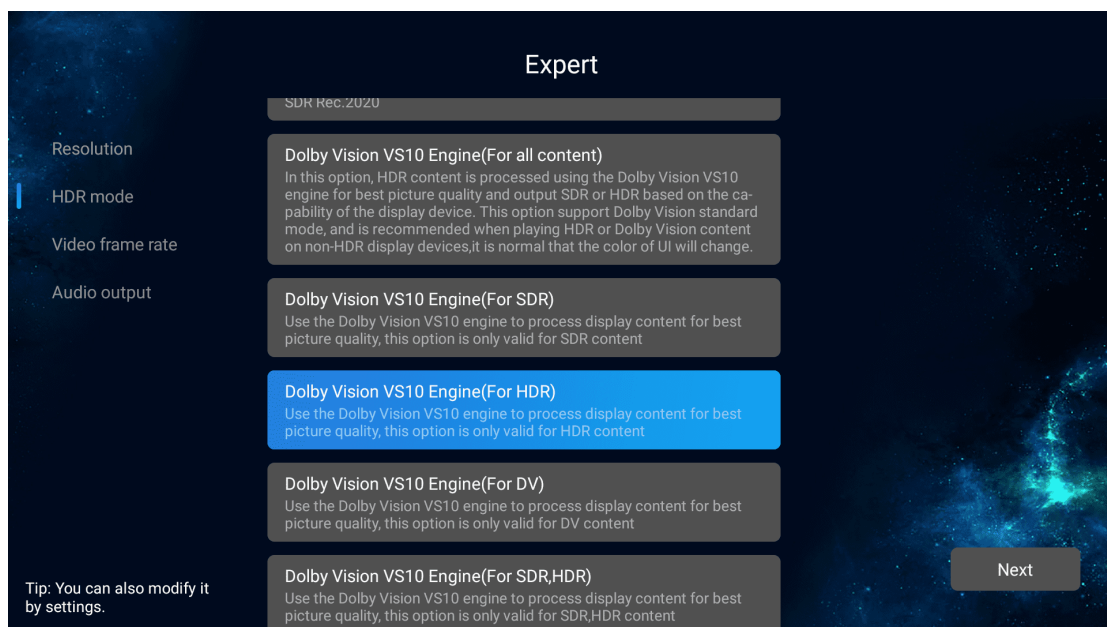 Expert
SDR Rec.2020
Resolution
HDR mode
Video frame rate
Audio output
Dolby Vision VS10 Engine(For all content)
In this option, HDR content is processed using the Dolby Vision VS10
engine for best picture quality and output SDR or HDR based on the ca-
pability of the display device. This option support Dolby Vision standard
mode, and is recommended when playing HDR or Dolby Vision content
on non-HDR display devices,it is normal that the color of UI will change.
Dolby Vision VS10 Engine(For SDR)
Use the Dolby Vision VS10 engine to process display content for best
picture quality, this option is only valid for SDR content
Dolby Vision VS10 Engine(For HDR)
Use the Dolby Vision VS10 engine to process display content for best
picture quality, this option is only valid for HDR content
Dolby Vision VS10 Engine(For DV)
Use the Dolby Vision VS10 engine to process display content for best
picture quality, this option is only valid for DV content
Dolby Vision VS10 Engine(For SDR,HDR)
Use the Dolby Vision VS10 engine to process display content for best
picture quality, this option is only valid for SDR,HDR content
Next
Tip: You can also modify it
by settings.